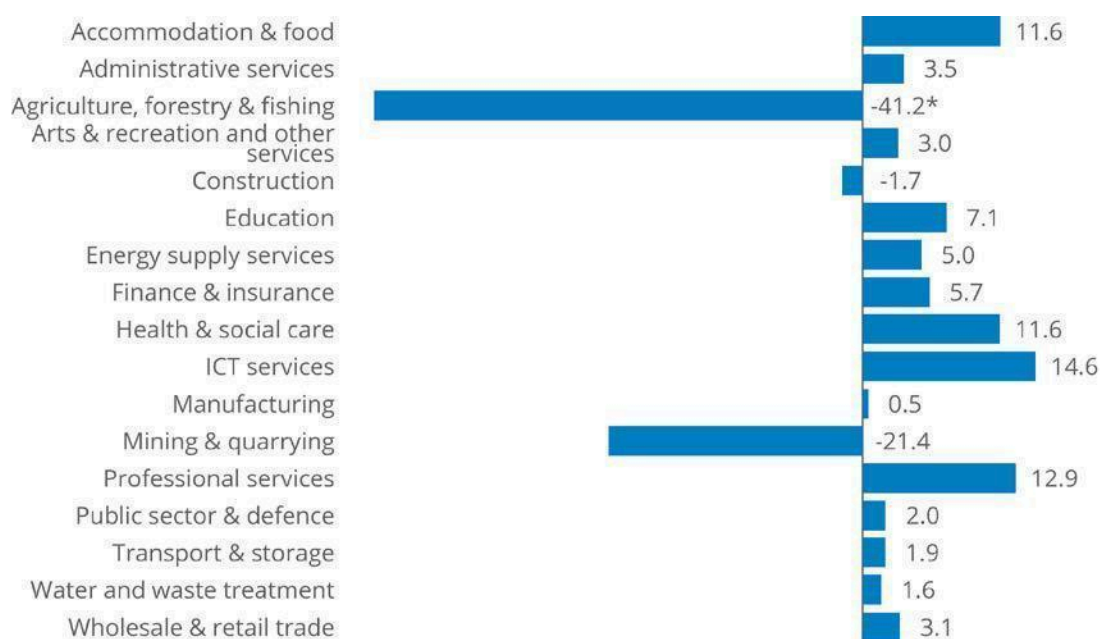 Accommodation & food 11.6
Administrative services 3.5
Agriculture, forestry & fishing -41.2*
Arts & recreation and other
services 3.0
Construction -1.7
Education 7.1
Energy supply services 5.0
Finance & insurance 5.7
Health & social care 11.6
ICT services 14.6
Manufacturing 0.5
Mining & quarrying -21.4
Professional services 12.9
Public sector & defence 2.0
Transport & storage 1.9
Water and waste treatment 1.6
Wholesale & retail trade 3.1